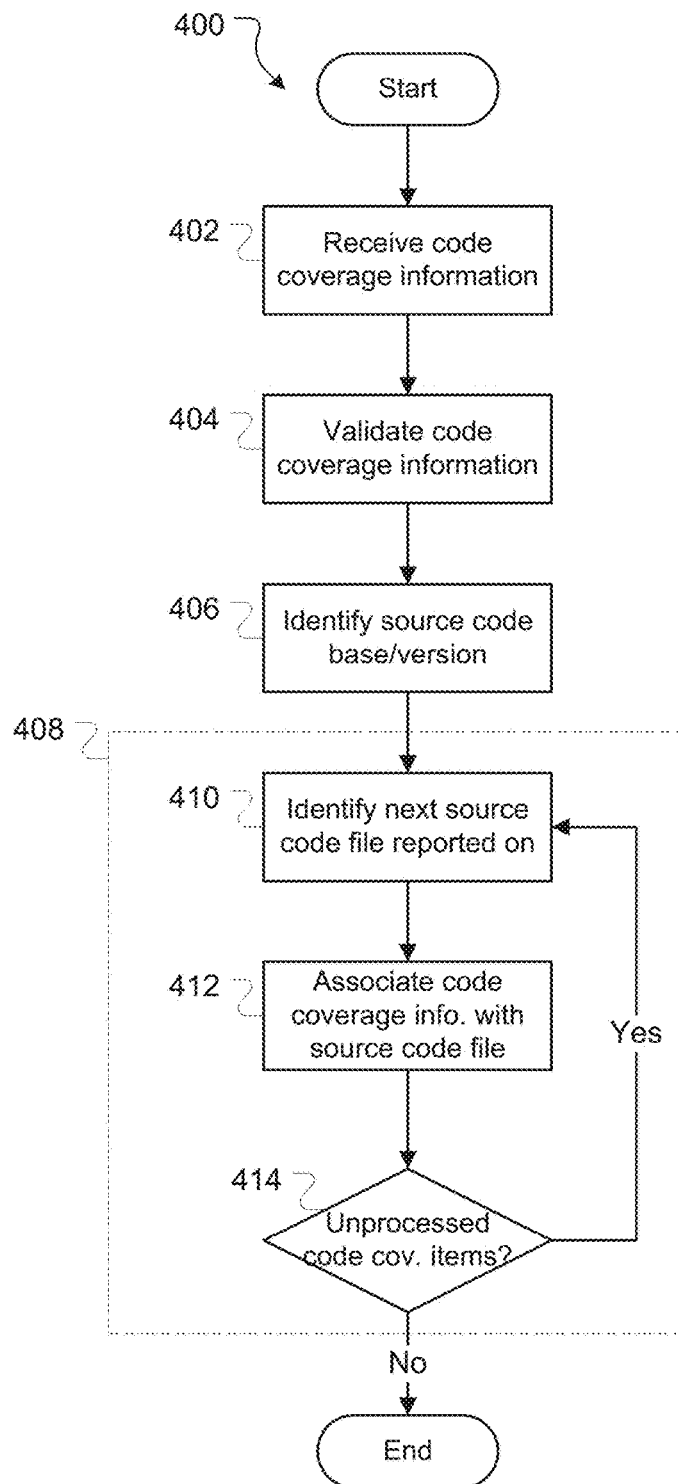 400
Start
402
Receive code
coverage information
404
Validate code
coverage information
406
Identify source code
base/version
408
410
Identify next source
code file reported on
412
Associate code
coverage info. with
source code file
Yes
414
Unprocessed
code cov. items?
No
End